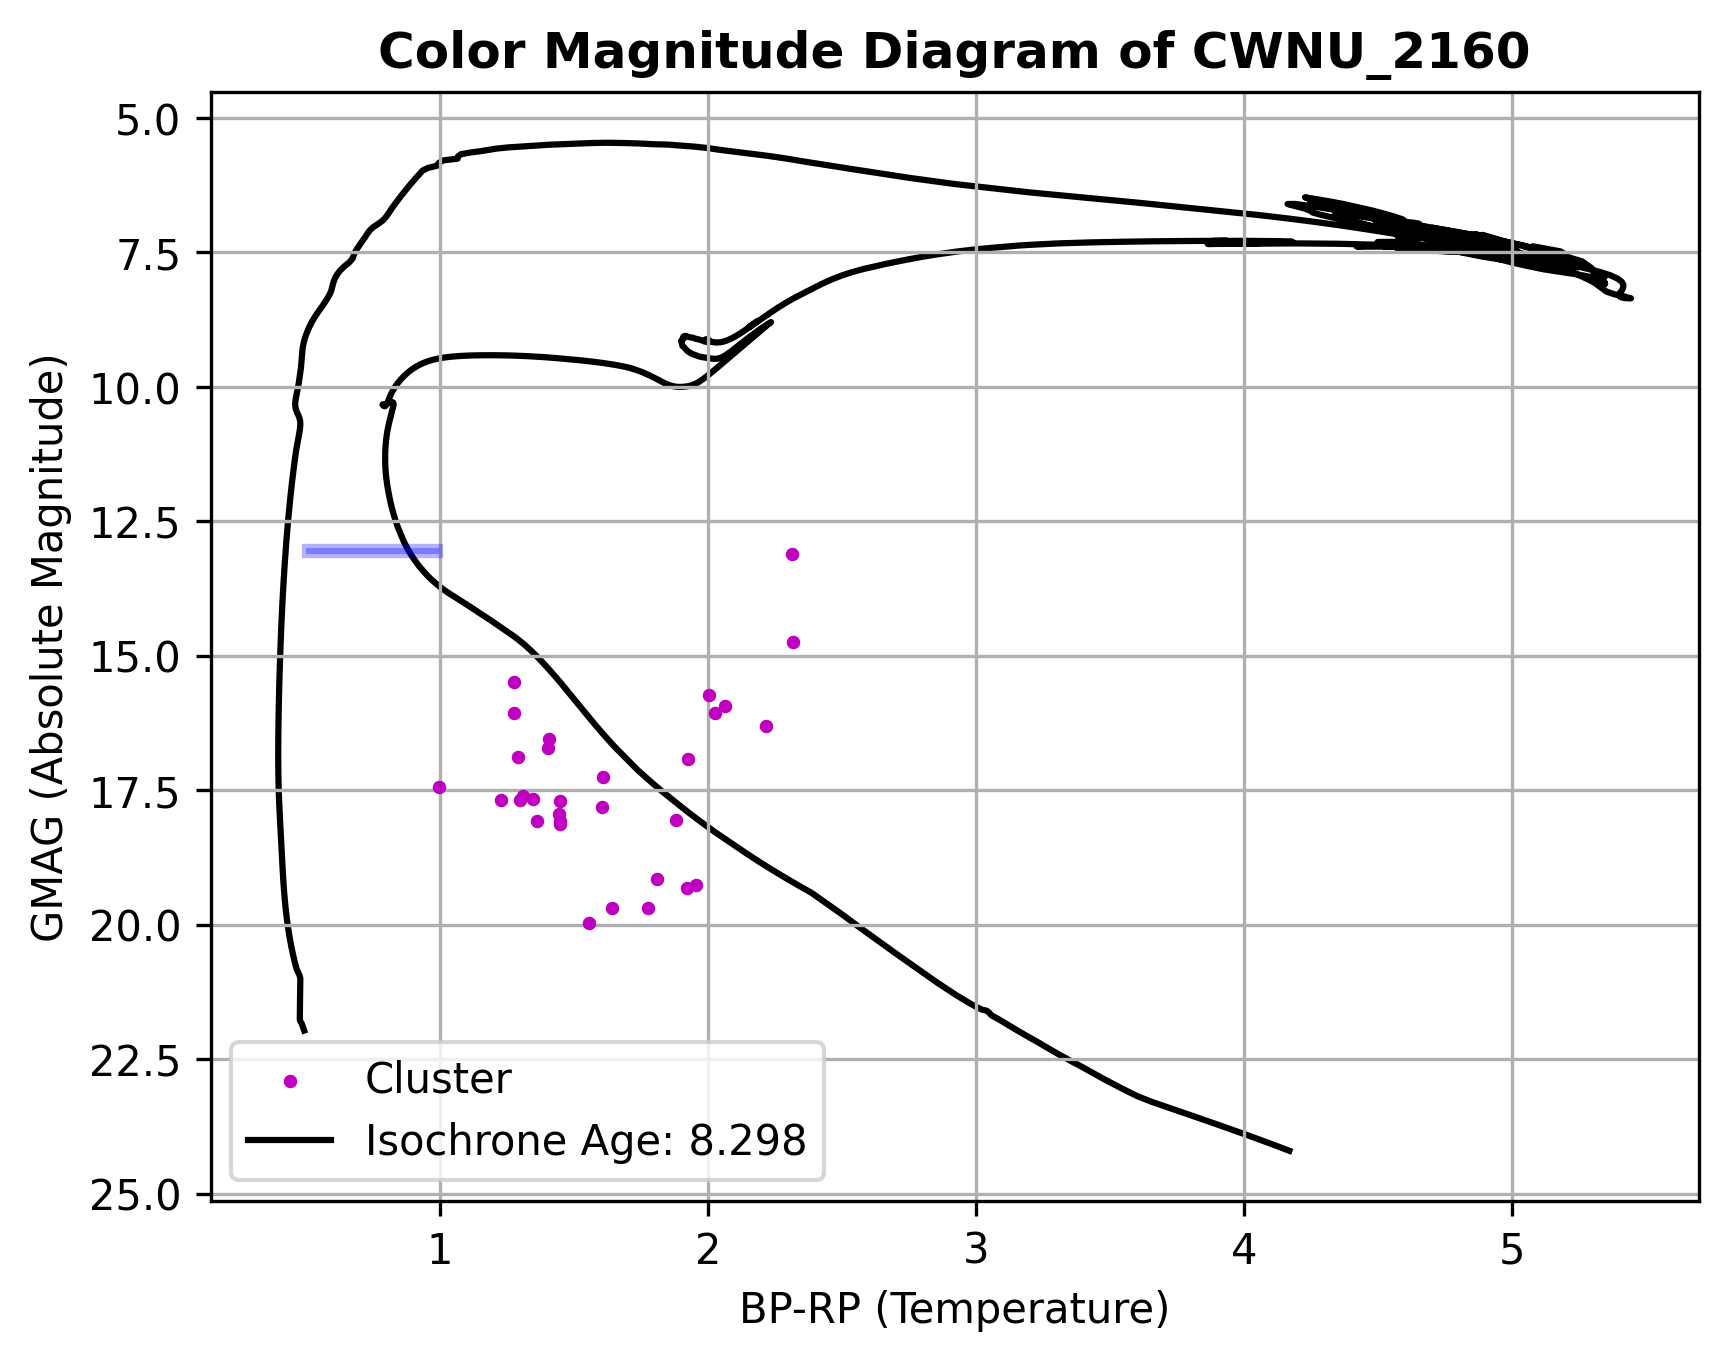 Color Magnitude Diagram of CWNU_2160
GMAG (Absolute Magnitude)
5.0
7.5
10.0
12.5
15.0
17.5
20.0
22.5
25.0
Cluster
Isochrone Age: 8.298
1 2 3 4 5
BP-RP (Temperature)